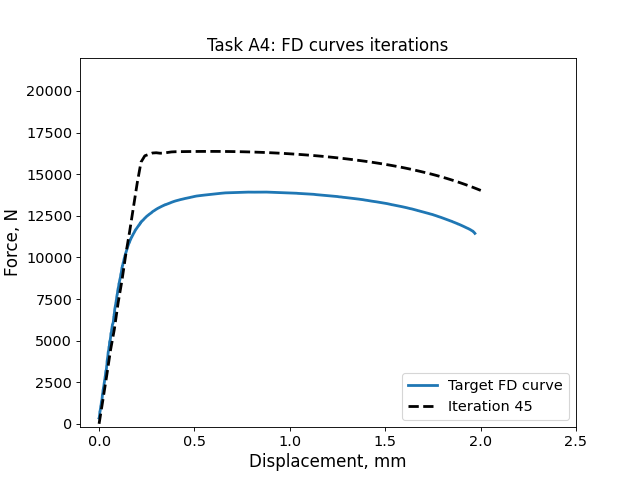 Task A4: FD curves iterations
Force, N
20000
17500
15000
12500
10000
7500
5000
2500
0
0.0 0.5 1.0 1.5 2.0 2.5
Displacement, mm
Target FD curve
Iteration 45